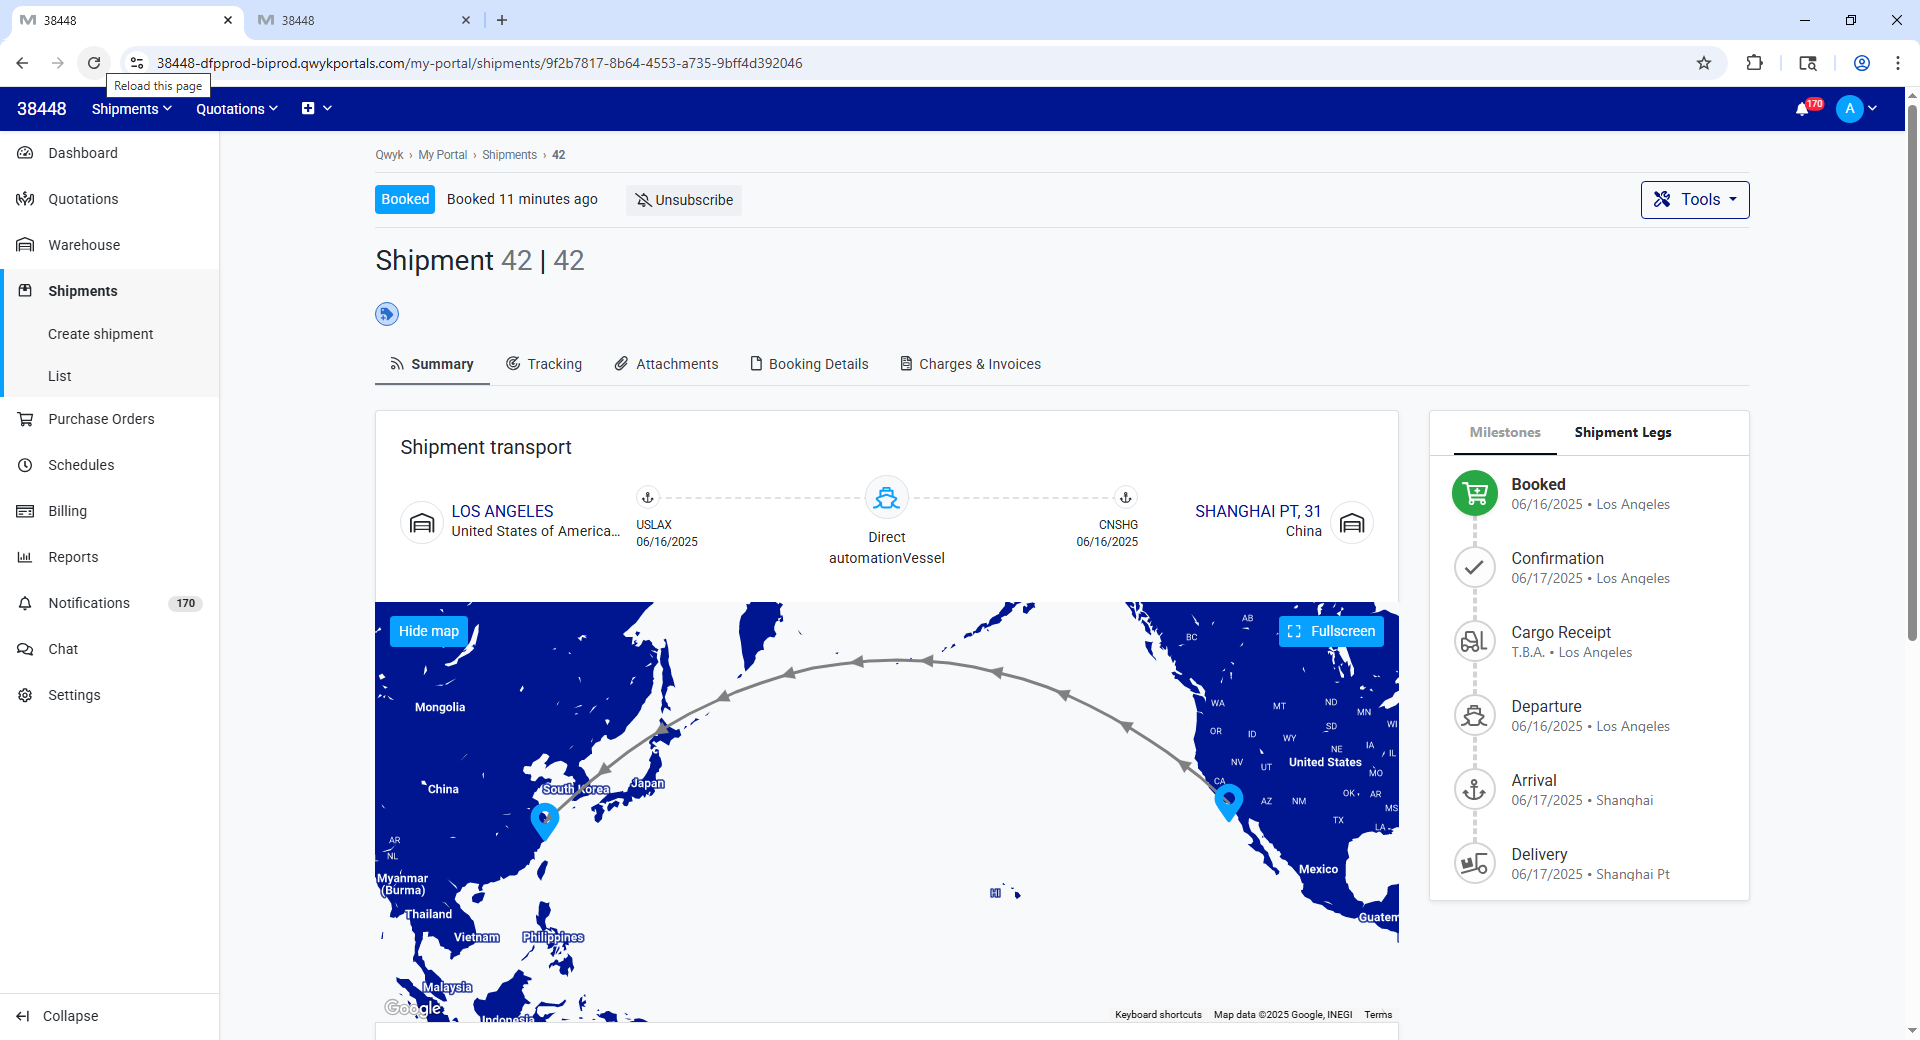 38448
38448
38448-dfpprod-biprod.qwykportals.com/my-portal/shipments/9f2b7817-8b64-4553-a735-9bff4d392046
Reload this page
38448
Shipments
Quotations
170
A
Dashboard
Quotations
Warehouse
Shipments
Create shipment
List
Purchase Orders
Schedules
Billing
Reports
Notifications 170
Chat
Settings
Collapse
Qwyk › My Portal › Shipments › 42
Booked
Booked 11 minutes ago
Unsubscribe
Tools
Shipment 42 | 42
Summary
Tracking
Attachments
Booking Details
Charges & Invoices
Shipment transport
LOS ANGELES
United States of America...
USLAX
06/16/2025
Direct
automationVessel
CNSHG
06/16/2025
SHANGHAI PT, 31
China
Hide map
Fullscreen
AB
BC
Mongolia
WA
MT
ND
MN
OR
ID
SD
WI
WY
NE
IA
NV
UT
IL
United States
MO
China
South Korea
Japan
CA
AZ
NM
OK
AR
MS
TX
LA
AR
NL
Myanmar
(Burma)
Mexico
HI
Thailand
Guatem
Vietnam
Philippines
Malaysia
Indonesia
Google
Keyboard shortcuts
Map data ©2025 Google, INEGI
Terms
Milestones
Shipment Legs
Booked
06/16/2025 • Los Angeles
Confirmation
06/17/2025 • Los Angeles
Cargo Receipt
T.B.A. • Los Angeles
Departure
06/16/2025 • Los Angeles
Arrival
06/17/2025 • Shanghai
Delivery
06/17/2025 • Shanghai Pt